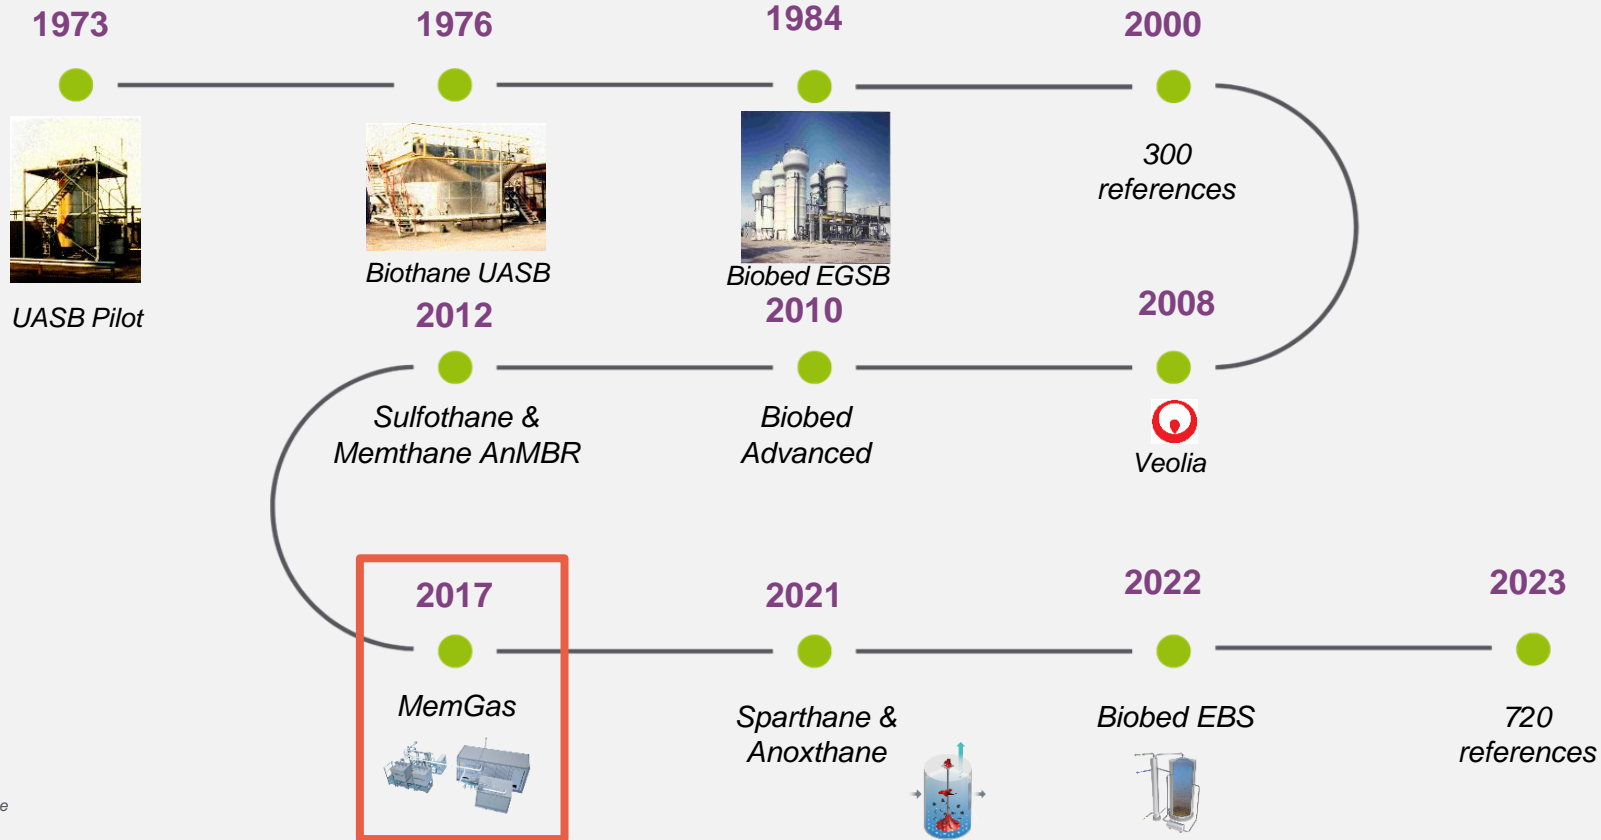 1973
1976
1984
2000
UASB Pilot
Biothane UASB
Biobed EGSB
300
references
2012
2010
2008
Sulfothane &
Memthane AnMBR
Biobed
Advanced
Veolia
2017
2021
2022
2023
MemGas
Sparthane &
Anoxthane
Biobed EBS
720
references
e